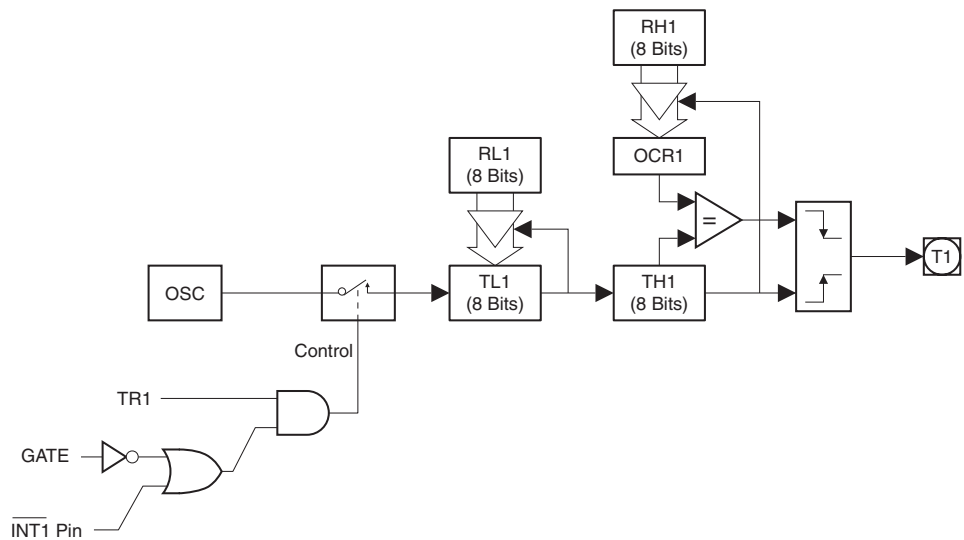 RH1
(8 Bits)
OCR1
RL1
(8 Bits)
=
T1
OSC
TL1
(8 Bits)
TH1
(8 Bits)
Control
TR1
GATE
INT1 Pin